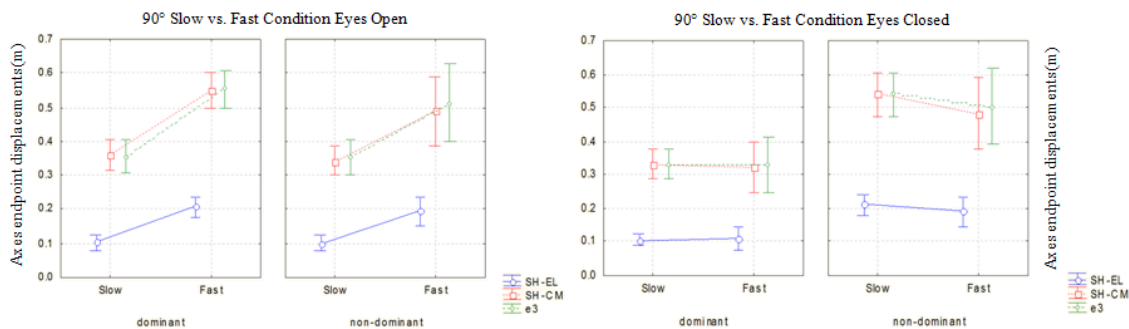 90° Slow vs. Fast Condition Eyes Open
Axes endpoint displacements(m)
0.7
0.6
0.5
0.4
0.3
0.2
0.1
0.0
Slow
Fast
dominant
Slow
Fast
non-dominant
SH-EL
SH-CM
e3
90° Slow vs. Fast Condition Eyes Closed
0.7
0.6
0.5
0.4
0.3
0.2
0.1
0.0
Slow
Fast
dominant
Slow
Fast
non-dominant
Axes endpoint displacements(m)
SH-EL
SH-CM
e3